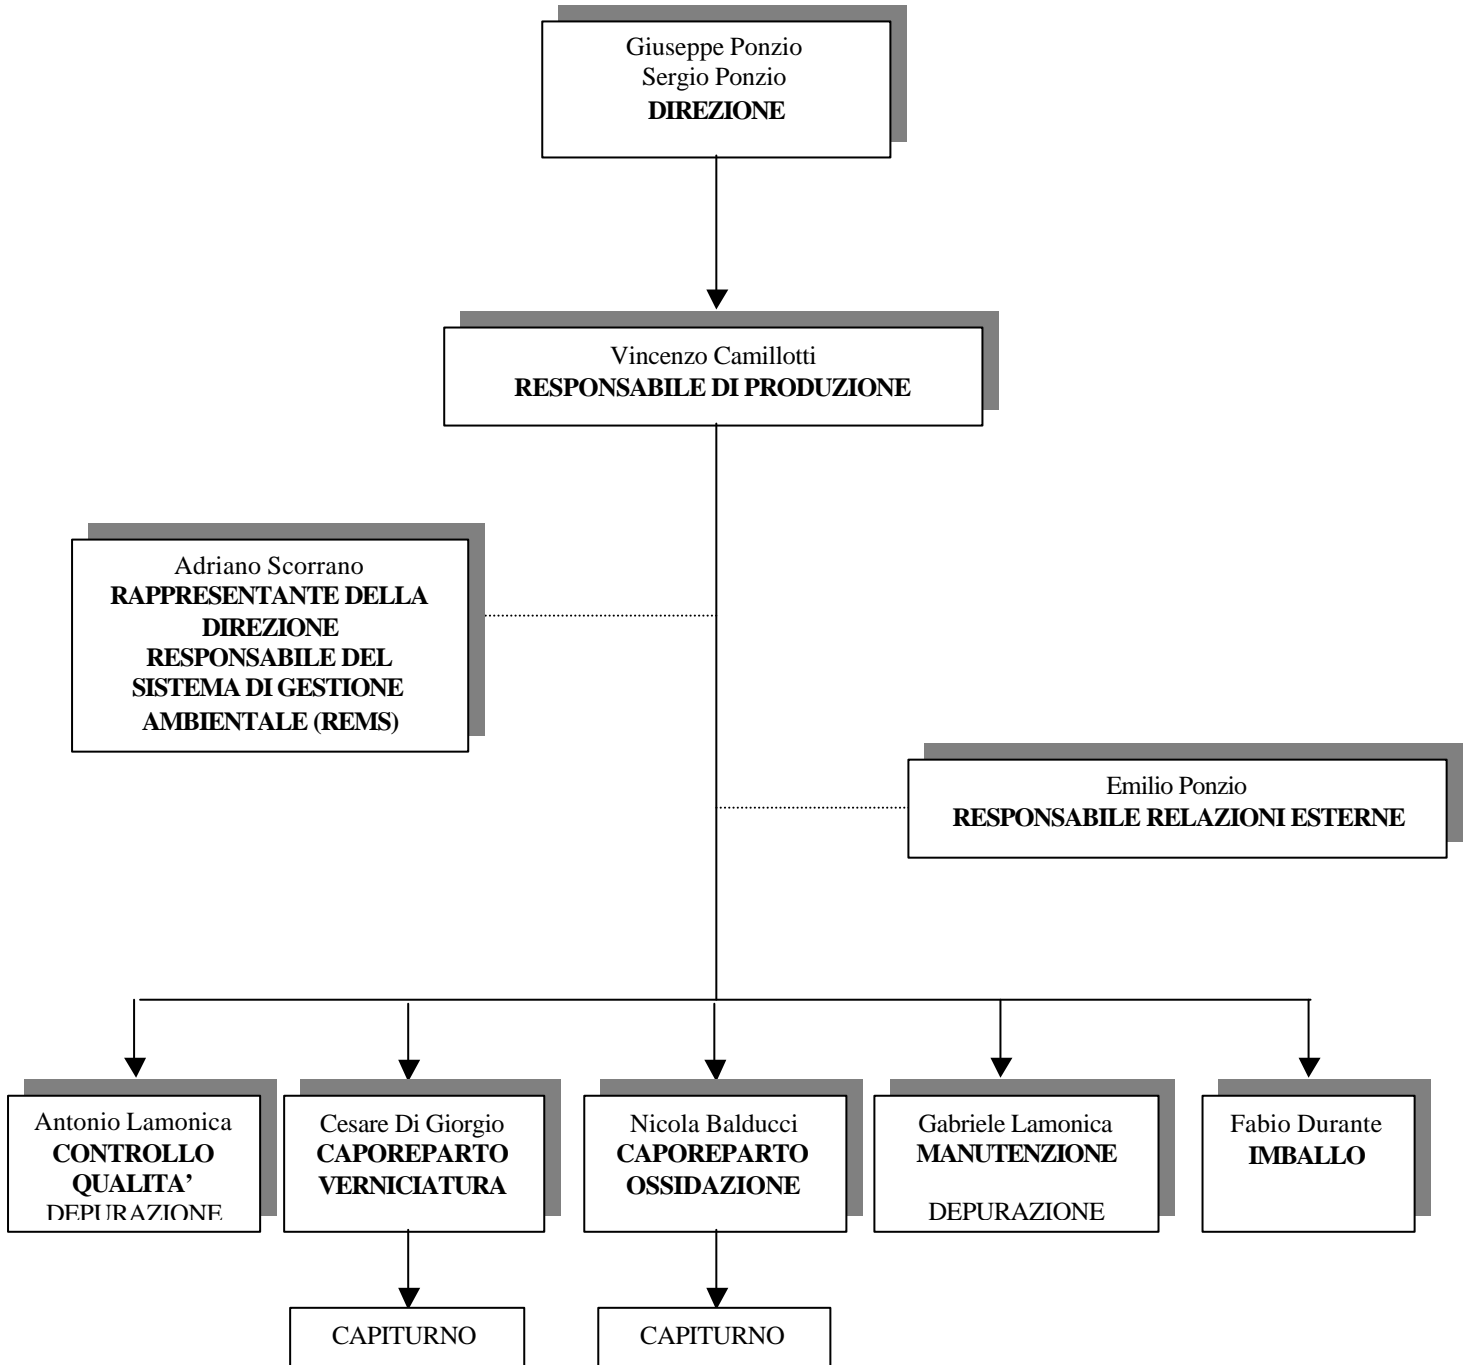 Giuseppe Ponzio
Sergio Ponzio
DIREZIONE
Vincenzo Camillotti
RESPONSABILE DI PRODUZIONE
Adriano Scorrano
RAPPRESENTANTE DELLA
DIREZIONE
RESPONSABILE DEL
SISTEMA DI GESTIONE
AMBIENTALE (REMS)
Emilio Ponzio
RESPONSABILE RELAZIONI ESTERNE
Antonio Lamonica
CONTROLLO
QUALITA’
DEPURAZIONE
Cesare Di Giorgio
CAPOREPARTO
VERNICIATURA
Nicola Balducci
CAPOREPARTO
OSSIDAZIONE
Gabriele Lamonica
MANUTENZIONE
DEPURAZIONE
Fabio Durante
IMBALLO
CAPITURNO
CAPITURNO